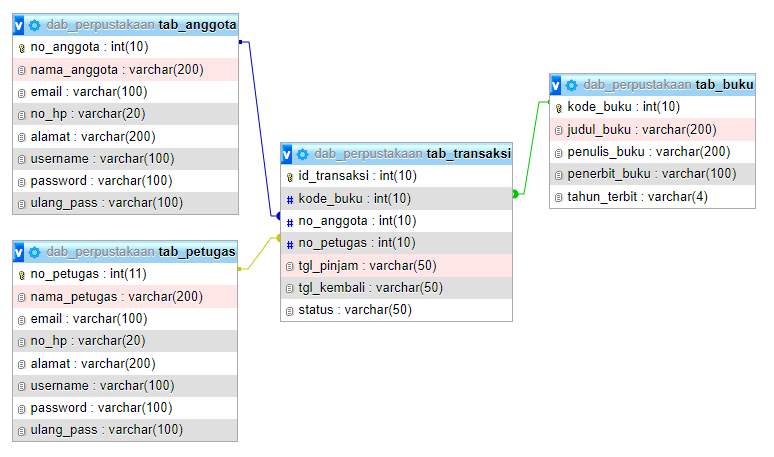 dab_perpustakaan tab_anggota
no_anggota : int(10)
nama_anggota : varchar(200)
email : varchar(100)
no_hp : varchar(20)
alamat : varchar(200)
username : varchar(100)
password : varchar(100)
ulang_pass : varchar(100)
dab_perpustakaan tab_petugas
no_petugas : int(11)
nama_petugas : varchar(200)
email : varchar(100)
no_hp : varchar(20)
alamat : varchar(200)
username : varchar(100)
password : varchar(100)
ulang_pass : varchar(100)
dab_perpustakaan tab_transaksi
id_transaksi : int(10)
# kode_buku : int(10)
# no_anggota : int(10)
# no_petugas : int(10)
tgl_pinjam : varchar(50)
tgl_kembali : varchar(50)
status : varchar(50)
dab_perpustakaan tab_buku
kode_buku : int(10)
judul_buku : varchar(200)
penulis_buku : varchar(200)
penerbit_buku : varchar(100)
tahun_terbit : varchar(4)